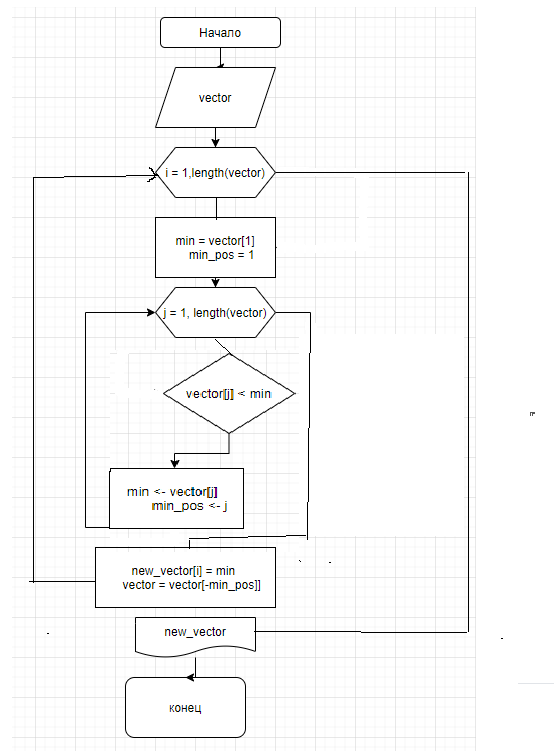 Начало
vector
i = 1,length(vector)
min = vector[1]
min_pos = 1
j = 1, length(vector)
vector[j] < min
min <- vector[j]
min_pos <- j
new_vector[i] = min
vector = vector[-min_pos]]
new_vector
конец